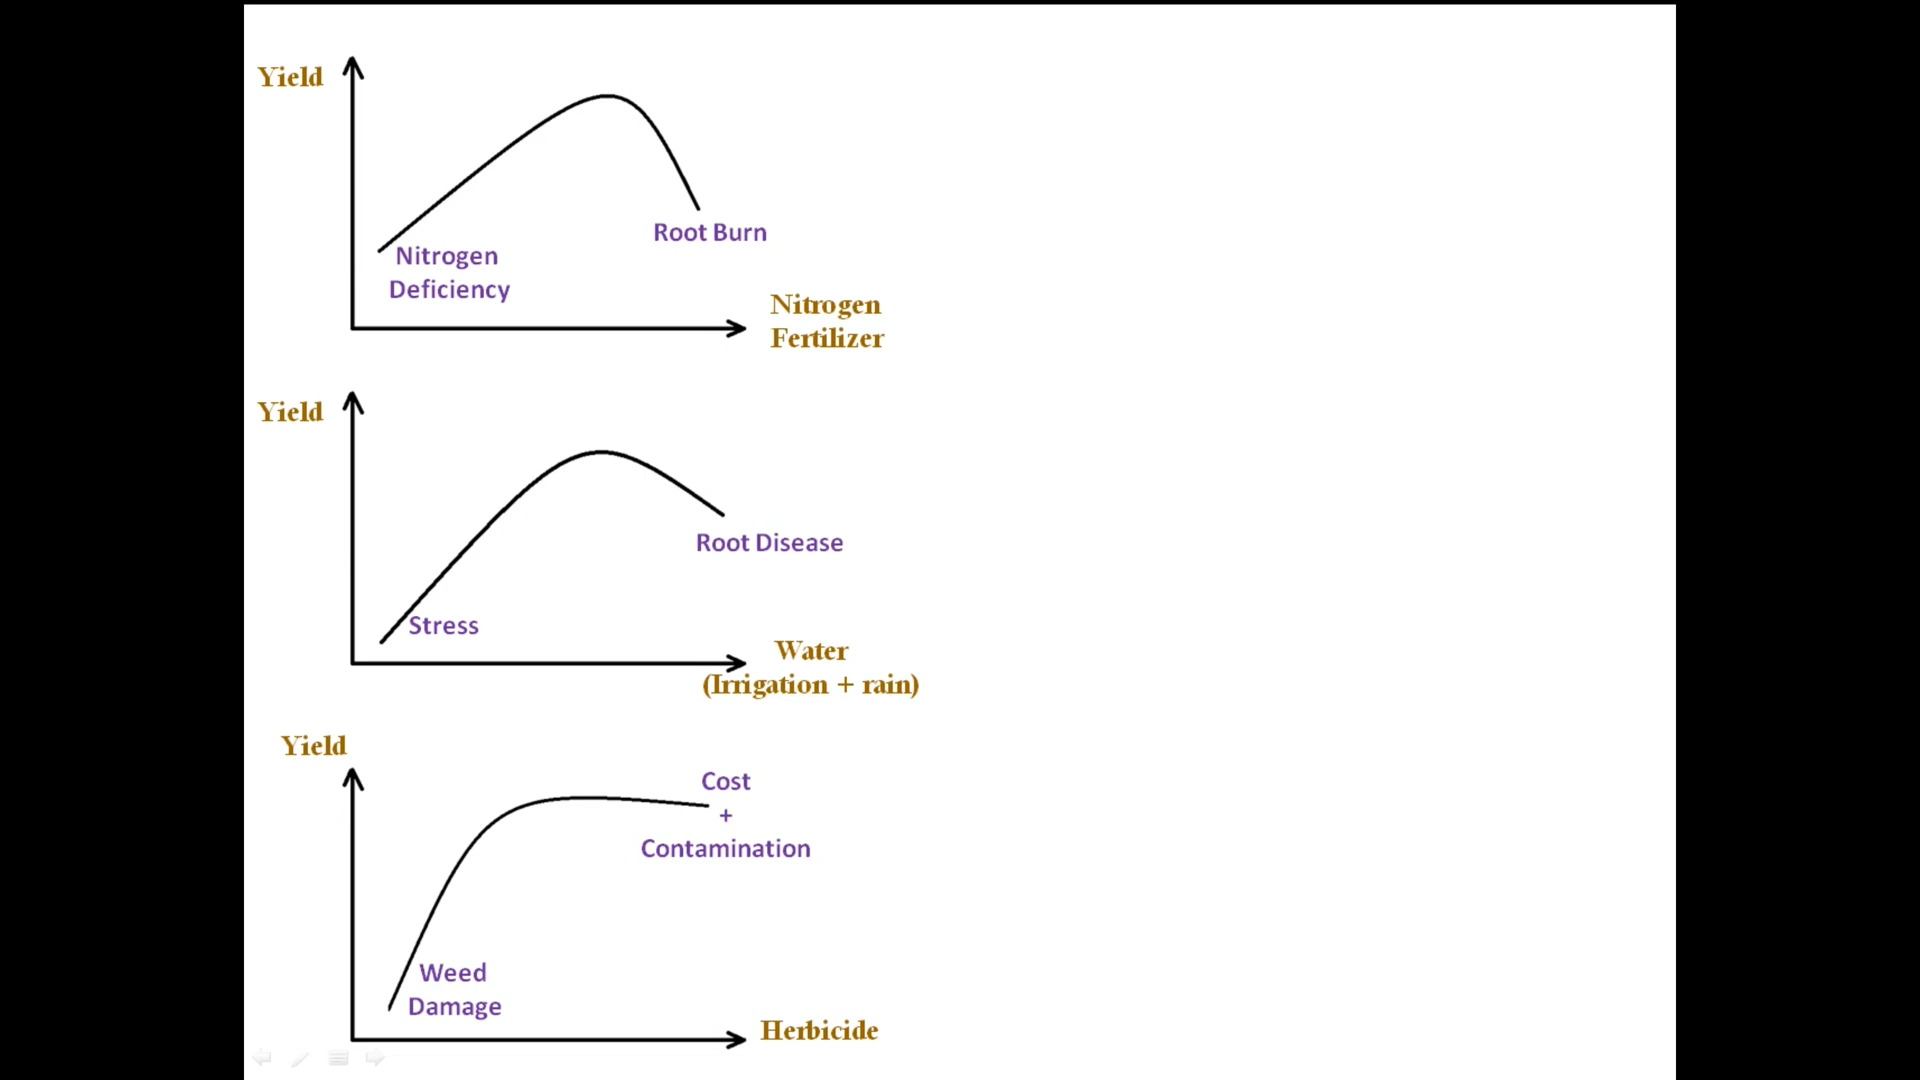 Yield
Nitrogen
Deficiency
Root Burn
Nitrogen
Fertilizer
Yield
Stress
Root Disease
Water
(Irrigation + rain)
Yield
Cost
+
Contamination
Weed
Damage
Herbicide